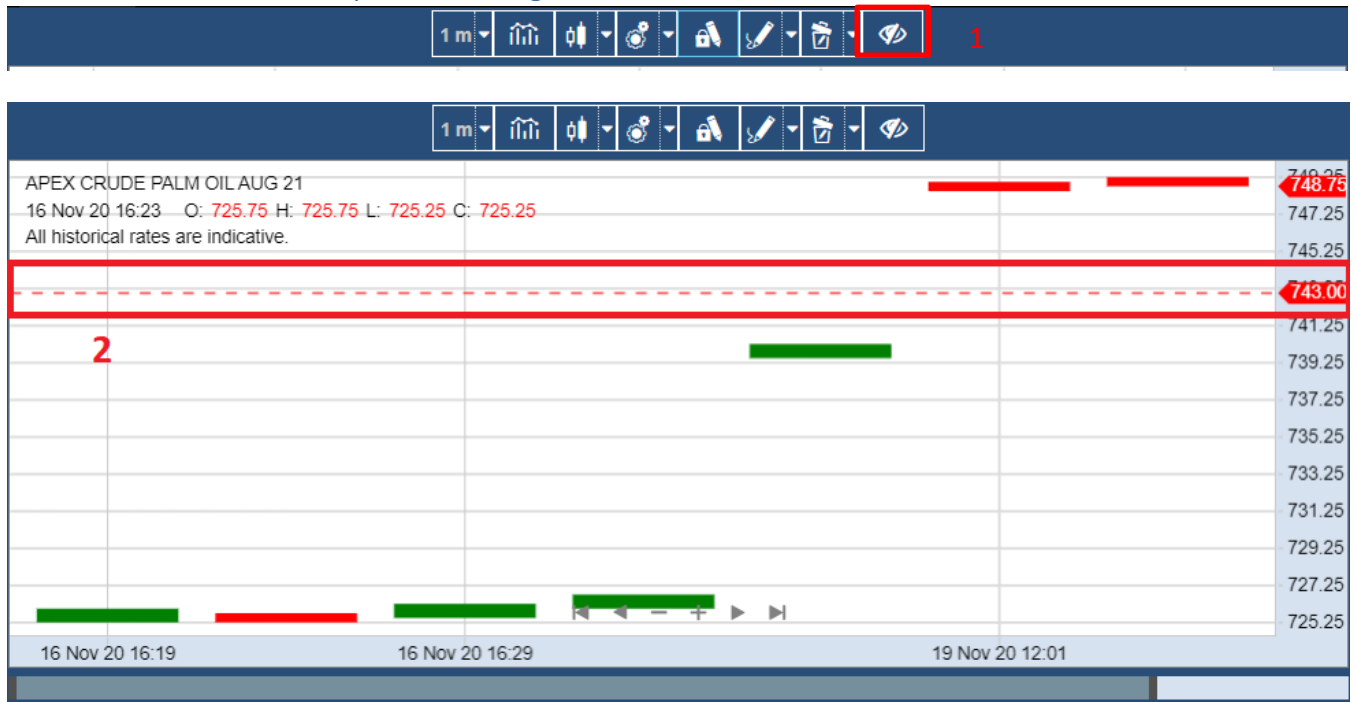 1 m
1
1 m
APEX CRUDE PALM OIL AUG 21
16 Nov 20 16:23 O: 725.75 H: 725.75 L: 725.25 C: 725.25
All historical rates are indicative.
748.75
747.25
745.25
743.00
741.25
2
739.25
737.25
735.25
733.25
731.25
729.25
727.25
725.25
16 Nov 20 16:19 16 Nov 20 16:29 19 Nov 20 12:01